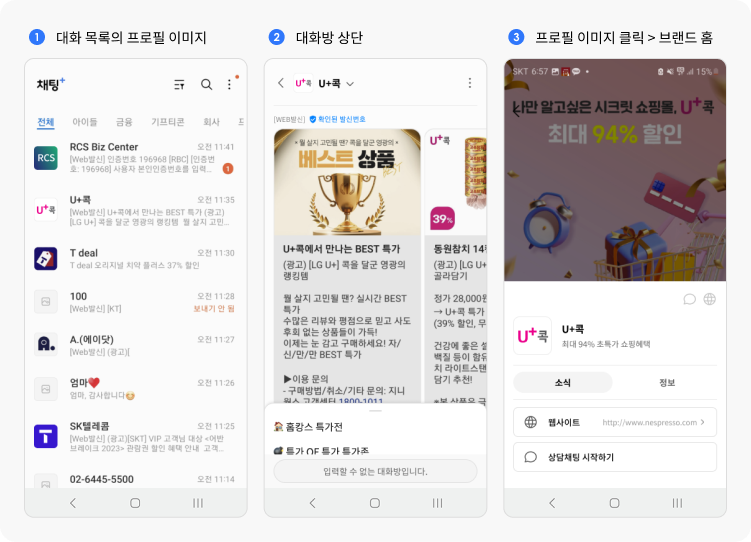 1 대화 목록의 프로필 이미지
채팅+
전체 아이들 금융 기프티콘 회사
RCS
RCS Biz Center 오전 11:41
[Web발신] 인증번호 196968 [RBC] [인증번
호: 196968] 사용자 본인인증번호를 입력... 1
U+콕
U+콕 오전 11:35
[Web발신] U+콕에서 만나는 BEST 특가 (광고)
[LG U+] 콕을 달군 영광의 랭킹템 월 살지 고민...
T deal 오전 11:30
T deal 오리지널 치약 플러스 37% 할인
100 오전 11:28
[Web발신] [KT] 보내기 안 됨
A.(에이닷) 오전 11:27
[Web발신] (광고)[
엄마❤️ 오전 11:26
엄마, 감사합니다
SK텔레콤 오전 11:25
[Web발신] (광고)[SKT] VIP 고객님 대상 <어반
브레이크 2023> 관람권 할인 혜택 안내 고객...
02-6445-5500 오전 11:14
2 대화방 상단
U+콕 U+콕
[WEB발신] 확인된 발신번호
* 뭘 살지 고민될 땐? 콕을 달군 영광의 *
베스트 상품
BEST
U+콕에서 만나는 BEST 특가
(광고) [LG U+] 콕을 달군 영광의
랭킹템
뭘 살지 고민될 땐? 실시간 BEST
특가
수많은 리뷰와 평점으로 믿고 사도
후회 없는 상품들이 가득!
이제는 눈 감고 구매하세요! 자/
신/만/만 BEST 특가
▶이용 문의
- 구매방법/취소/기타 문의: 지니
웍스 고객센터 1800-1011
U+콕
39%
동원참치 14
(광고) [LG U+]
골라담기
정가 28,000원
→ U+콕 특가
(39% 할인, 무
건강에 좋은 셀
백질 등이 함유
치 라이트스탠
담기 추천!
홈캉스 특가전
특가 OF 특가 특가존
입력할 수 없는 대화방입니다.
3 프로필 이미지 클릭 > 브랜드 홈
SKT 6:57 15%
나만 알고싶은 시크릿 쇼핑몰, U+콕
최대 94% 할인
U+콕
U+콕
최대 94% 초특가 쇼핑혜택
소식 정보
웹사이트 http://www.nespresso.com >
상담채팅 시작하기